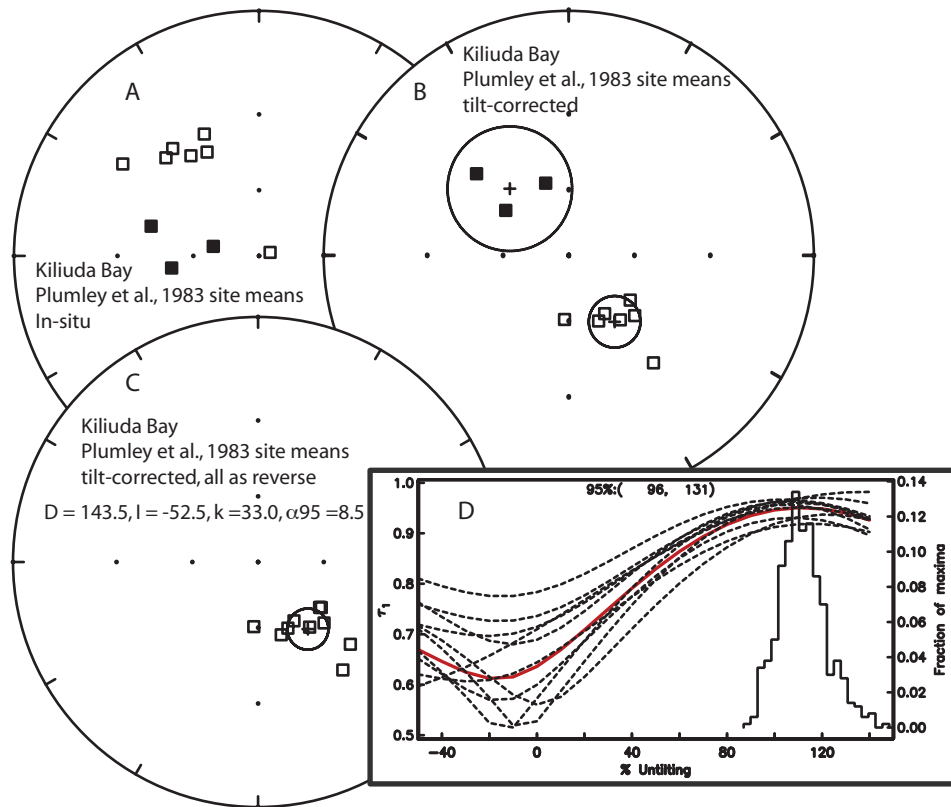 A
Kiliuda Bay
Plumley et al., 1983 site means
In-situ
B
Kiliuda Bay
Plumley et al., 1983 site means
tilt-corrected
C
Kiliuda Bay
Plumley et al., 1983 site means
tilt-corrected, all as reverse
D = 143.5, I = -52.5, k =33.0, α95 =8.5
D
95%:( 96, 131)
1.0
0.9
0.8
0.7
0.6
0.5
τ1
0.14
0.12
0.10
0.08
0.06
0.04
0.02
0.00
Fraction of maxima
-40 0 40 80 120
% Untilting